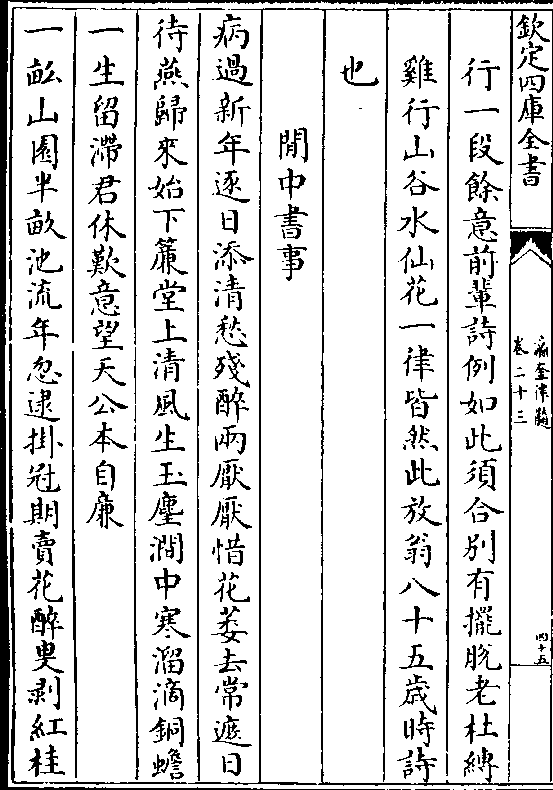 欽定四庫全書
瀛奎律髓
卷二十三
四十五
行一段餘意前輩詩例如此須合別有擺脫老杜縛
雞行山谷水仙花一律皆然此放翁八十五歳時詩
也
閒中書事
病過新年逐日添清愁殘醉兩厭厭惜花萎去常遮日
待燕歸來始下簾堂上清風生玉麈澗中寒溜滴銅蟾
一生留滯君休歎意望天公本自廉
一畝山園半畝池流年忽逮掛冠期賣花醉叟剥紅桂